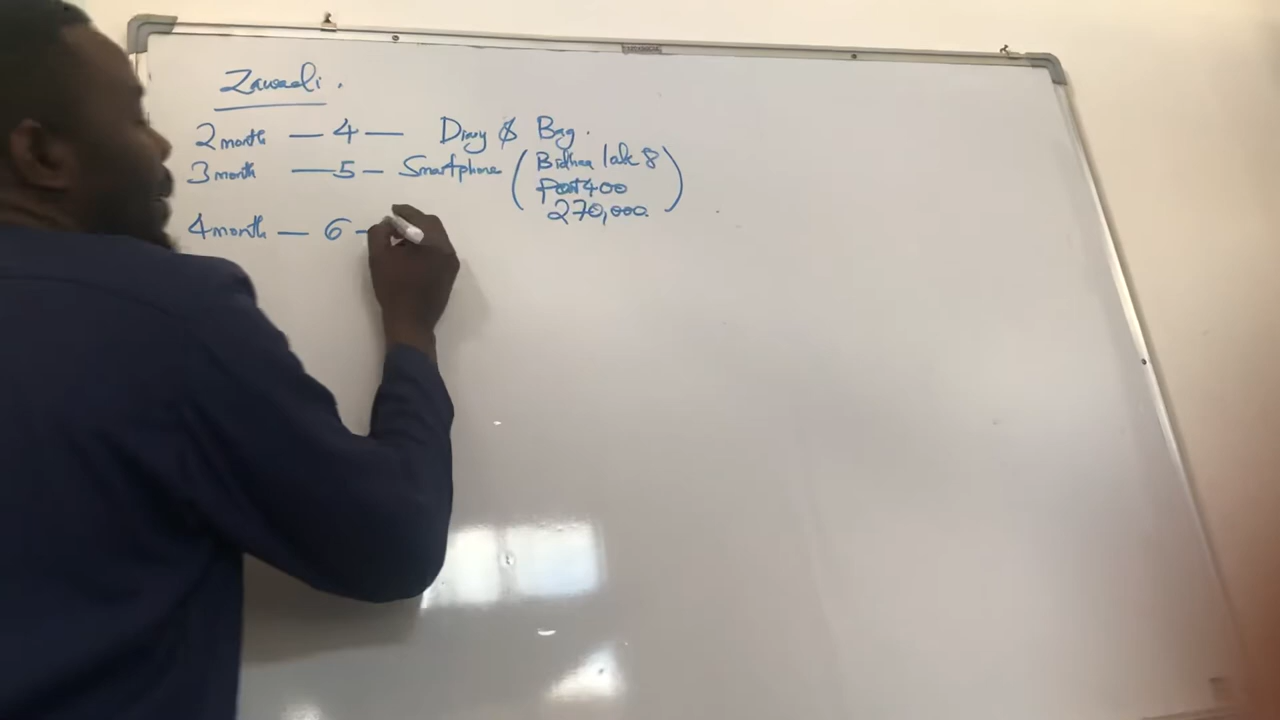 Zawadi.
2 month — 4 — Diary & Bag.
3 month — 5 — Smartphone (Bidhaa lak 8
Point 400
270,000.)
4 month — 6 —